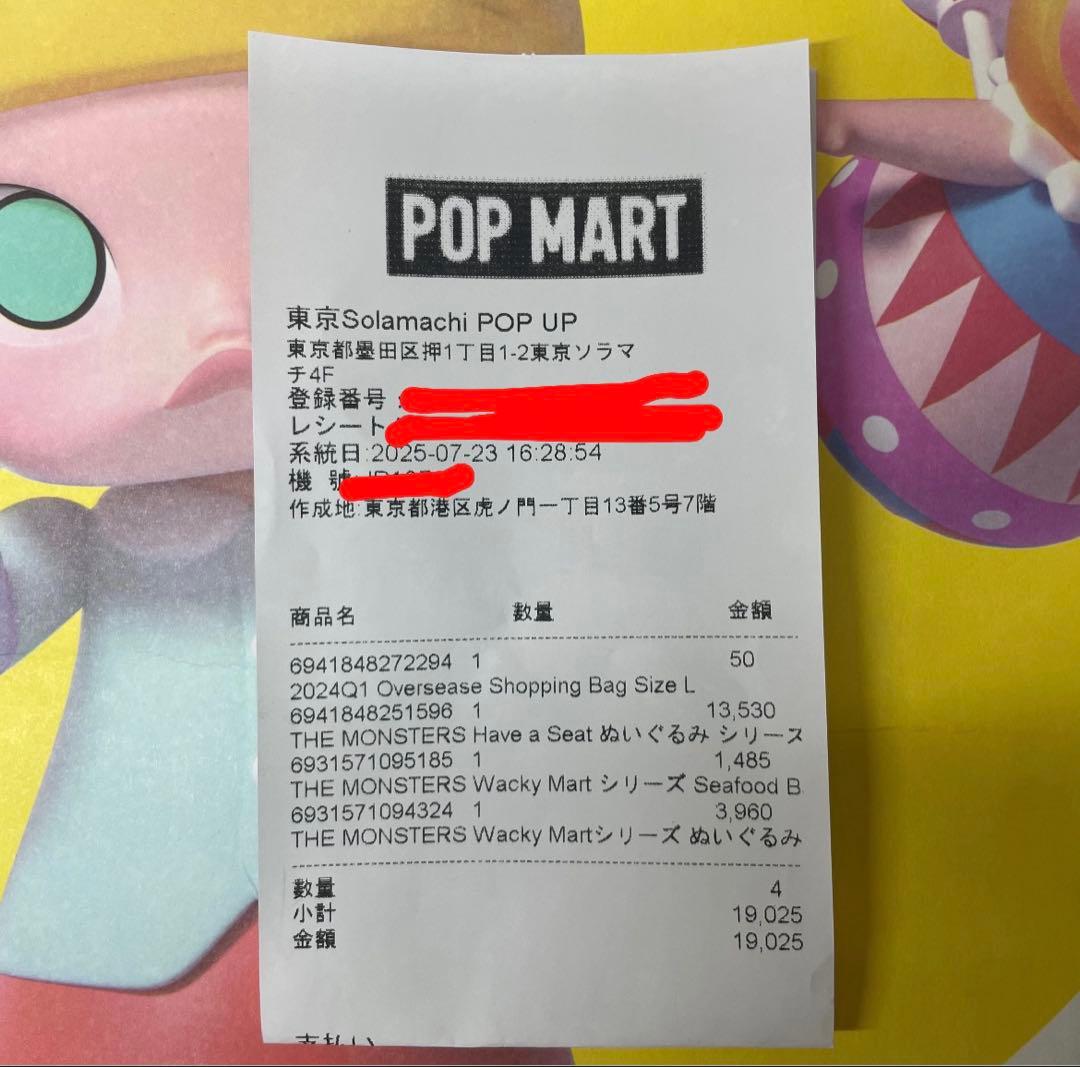 POP MART
東京Solamachi POP UP
東京都墨田区押1丁目1-2東京ソラマ
チ4F
登録番号:
レシート
系統日:2025-07-23 16:28:54
機 號
作成地:東京都港区虎ノ門一丁目13番5号7階
商品名 數量 金額
6941848272294 1 50
2024Q1 Oversease Shopping Bag Size L
6941848251596 1 13,530
THE MONSTERS Have a Seat ぬいぐるみ シリーズ
6931571095185 1 1,485
THE MONSTERS Wacky Mart シリーズ Seafood B
6931571094324 1 3,960
THE MONSTERS Wacky Martシリーズ ぬいぐるみ
數量 4
小計 19,025
金額 19,025
支払い